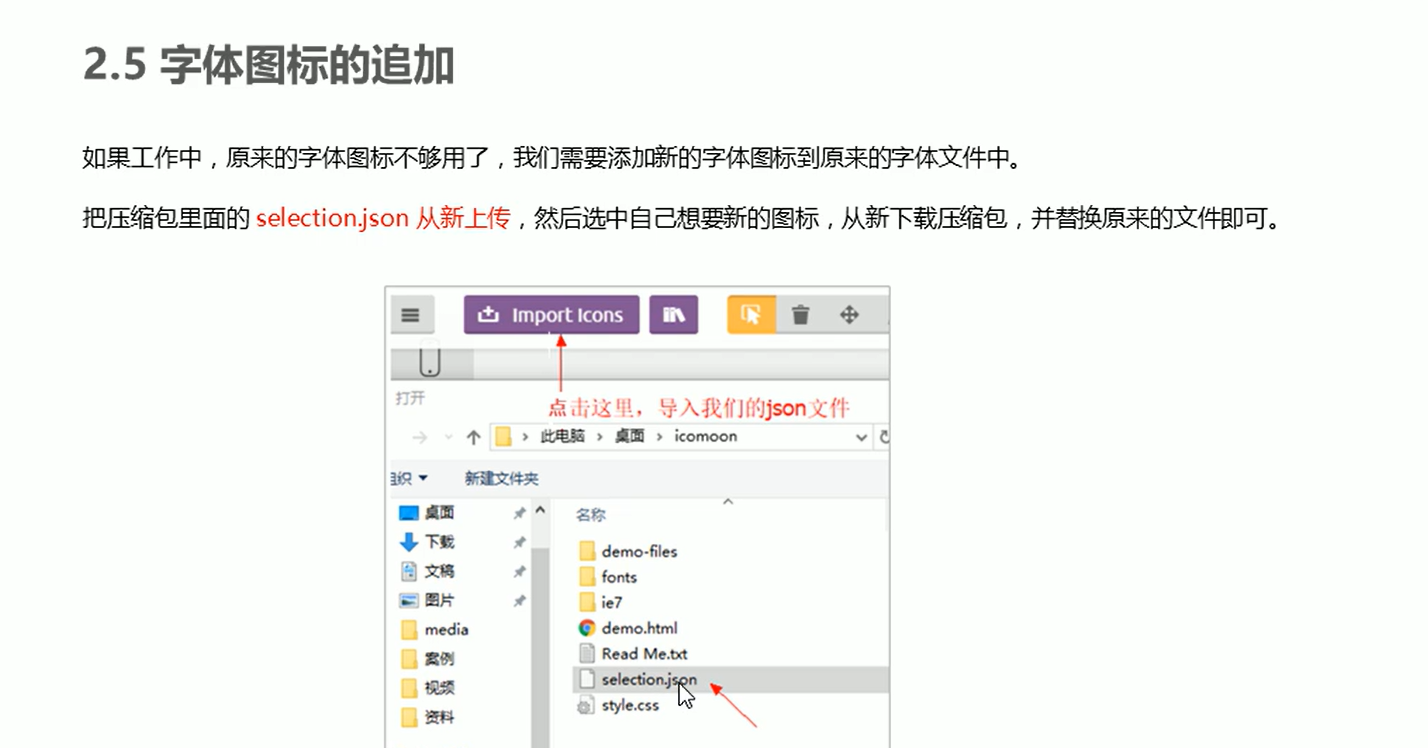 2.5 字体图标的追加
如果工作中，原来的字体图标不够用了，我们需要添加新的字体图标到原来的字体文件中。
把压缩包里面的 selection.json 从新上传，然后选中自己想要新的图标，从新下载压缩包，并替换原来的文件即可。
Import Icons
打开
点击这里，导入我们的json文件
此电脑 › 桌面 › icomoon
组织 新建文件夹
桌面
下载
文稿
图片
media
案例
视频
资料
名称
demo-files
fonts
ie7
demo.html
Read Me.txt
selection.json
style.css